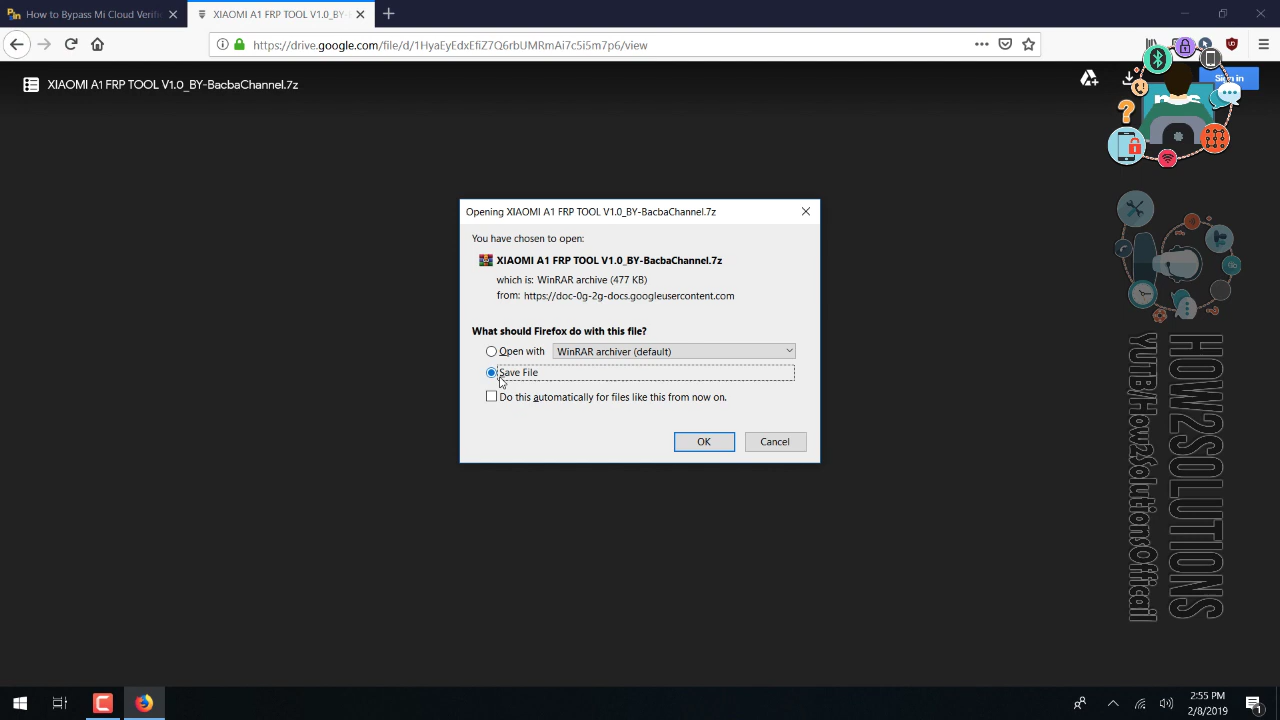 How to Bypass Mi Cloud Verifi
XIAOMI A1 FRP TOOL V1.0_BY-
https://drive.google.com/file/d/1HyaEyEdxEfiZ7Q6rbUMRmAi7c5i5m7p6/view
XIAOMI A1 FRP TOOL V1.0_BY-BacbaChannel.7z
Sign in
Opening XIAOMI A1 FRP TOOL V1.0_BY-BacbaChannel.7z
You have chosen to open:
XIAOMI A1 FRP TOOL V1.0_BY-BacbaChannel.7z
which is: WinRAR archive (477 KB)
from: https://doc-0g-2g-docs.googleusercontent.com
What should Firefox do with this file?
Open with WinRAR archiver (default)
Save File
Do this automatically for files like this from now on.
OK Cancel
HOW2SOLUTIONS
YUTB/How2SolutionsOfficail
2:55 PM
2/8/2019
1